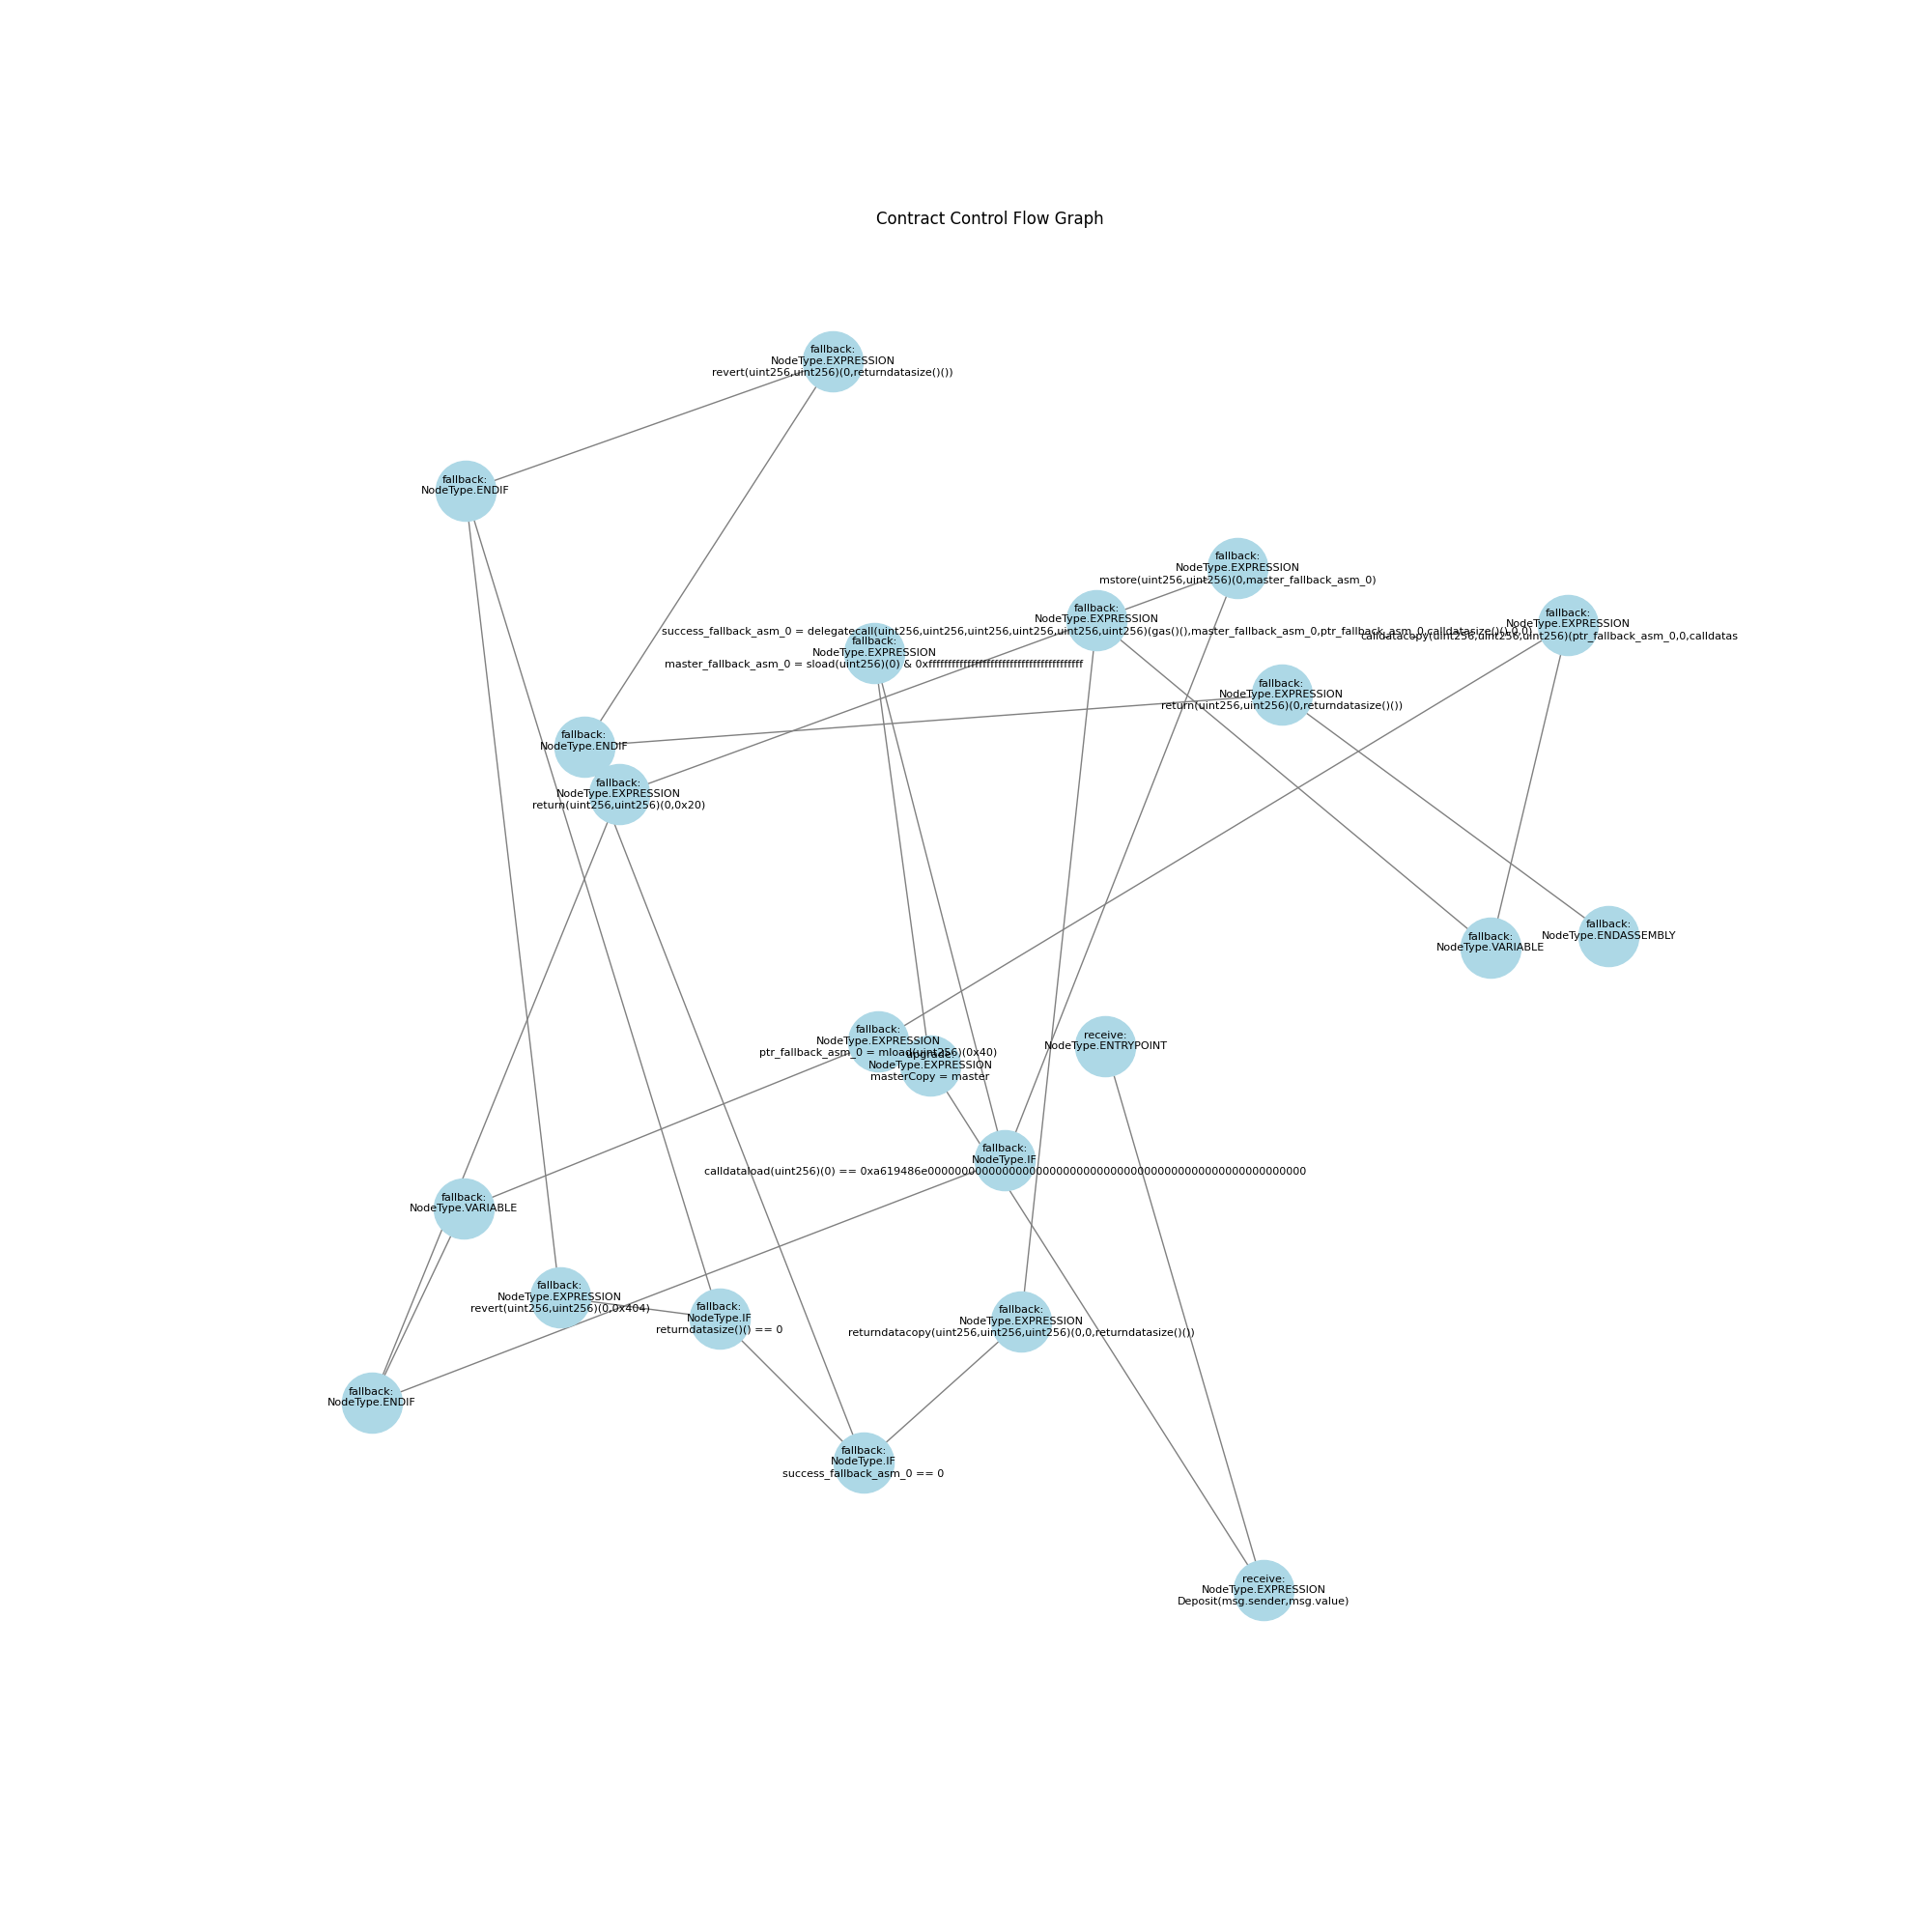 Contract Control Flow Graph
fallback:
NodeType.EXPRESSION
revert(uint256,uint256)(0,returndatasize()())
fallback:
NodeType.ENDIF
fallback:
NodeType.EXPRESSION
mstore(uint256,uint256)(0,master_fallback_asm_0)
fallback:
NodeType.EXPRESSION
success_fallback_asm_0 = delegatecall(uint256,uint256,uint256,uint256,uint256,uint256)(gas()(),master_fallback_asm_0,ptr_fallback_asm_0,calldatasize()(),0,0)
fallback:
NodeType.EXPRESSION
calldatacopy(uint256,uint256,uint256)(ptr_fallback_asm_0,0,calldatas
fallback:
NodeType.EXPRESSION
master_fallback_asm_0 = sload(uint256)(0) & 0xffffffffffffffffffffffffffffffffffffffff
fallback:
NodeType.EXPRESSION
return(uint256,uint256)(0,returndatasize()())
fallback:
NodeType.ENDIF
fallback:
NodeType.EXPRESSION
return(uint256,uint256)(0,0x20)
fallback:
NodeType.VARIABLE
fallback:
NodeType.ENDASSEMBLY
fallback:
NodeType.EXPRESSION
ptr_fallback_asm_0 = mload(uint256)(0x40)
upgrade:
NodeType.EXPRESSION
masterCopy = master
receive:
NodeType.ENTRYPOINT
fallback:
NodeType.IF
calldataload(uint256)(0) == 0xa619486e00000000000000000000000000000000000000000000000000000000
fallback:
NodeType.VARIABLE
fallback:
NodeType.EXPRESSION
revert(uint256,uint256)(0,0x404)
fallback:
NodeType.IF
returndatasize()() == 0
fallback:
NodeType.EXPRESSION
returndatacopy(uint256,uint256,uint256)(0,0,returndatasize()())
fallback:
NodeType.ENDIF
fallback:
NodeType.IF
success_fallback_asm_0 == 0
receive:
NodeType.EXPRESSION
Deposit(msg.sender,msg.value)